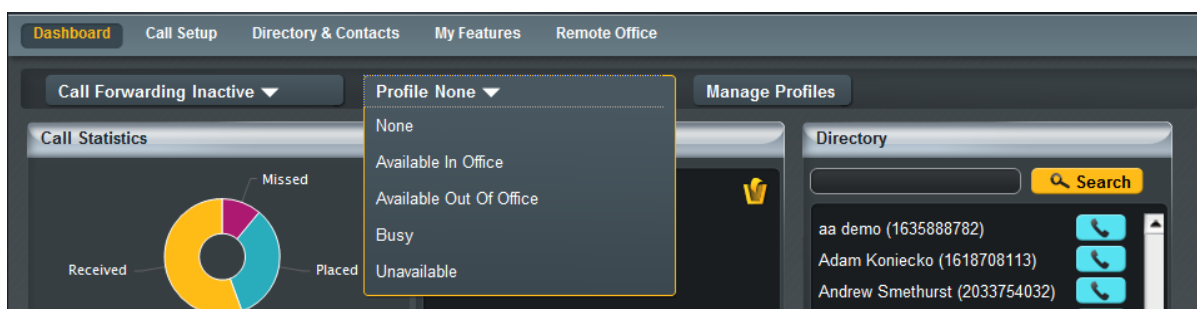 Dashboard Call Setup Directory & Contacts My Features Remote Office
Call Forwarding Inactive Profile None Manage Profiles
None
Available In Office
Available Out Of Office
Busy
Unavailable
Call Statistics
Missed
Received
Placed
Directory
Search
aa demo (1635888782)
Adam Koniecko (1618708113)
Andrew Smethurst (2033754032)